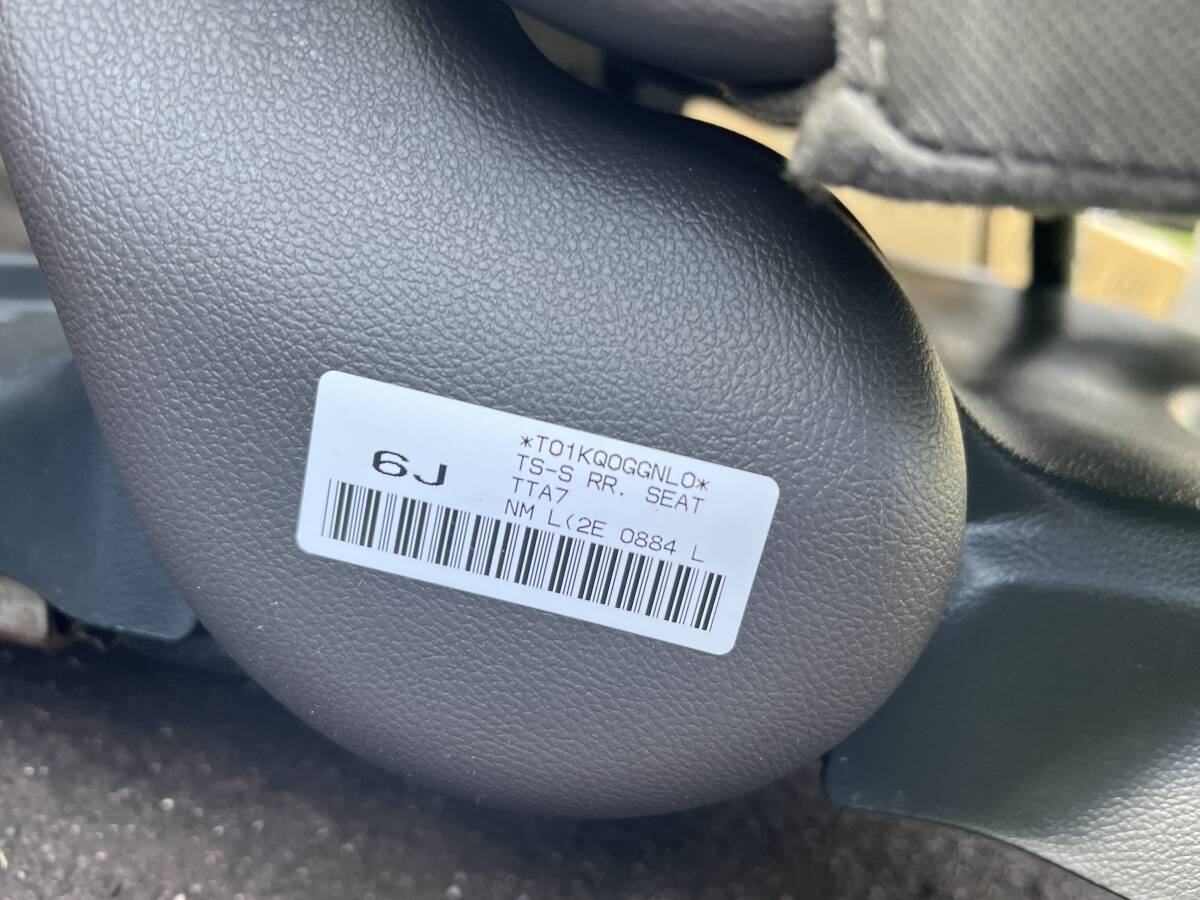 *T01KQ0GGNL0*
6J
TS-S RR. SEAT
TTA7
NM L(2E 0884 L